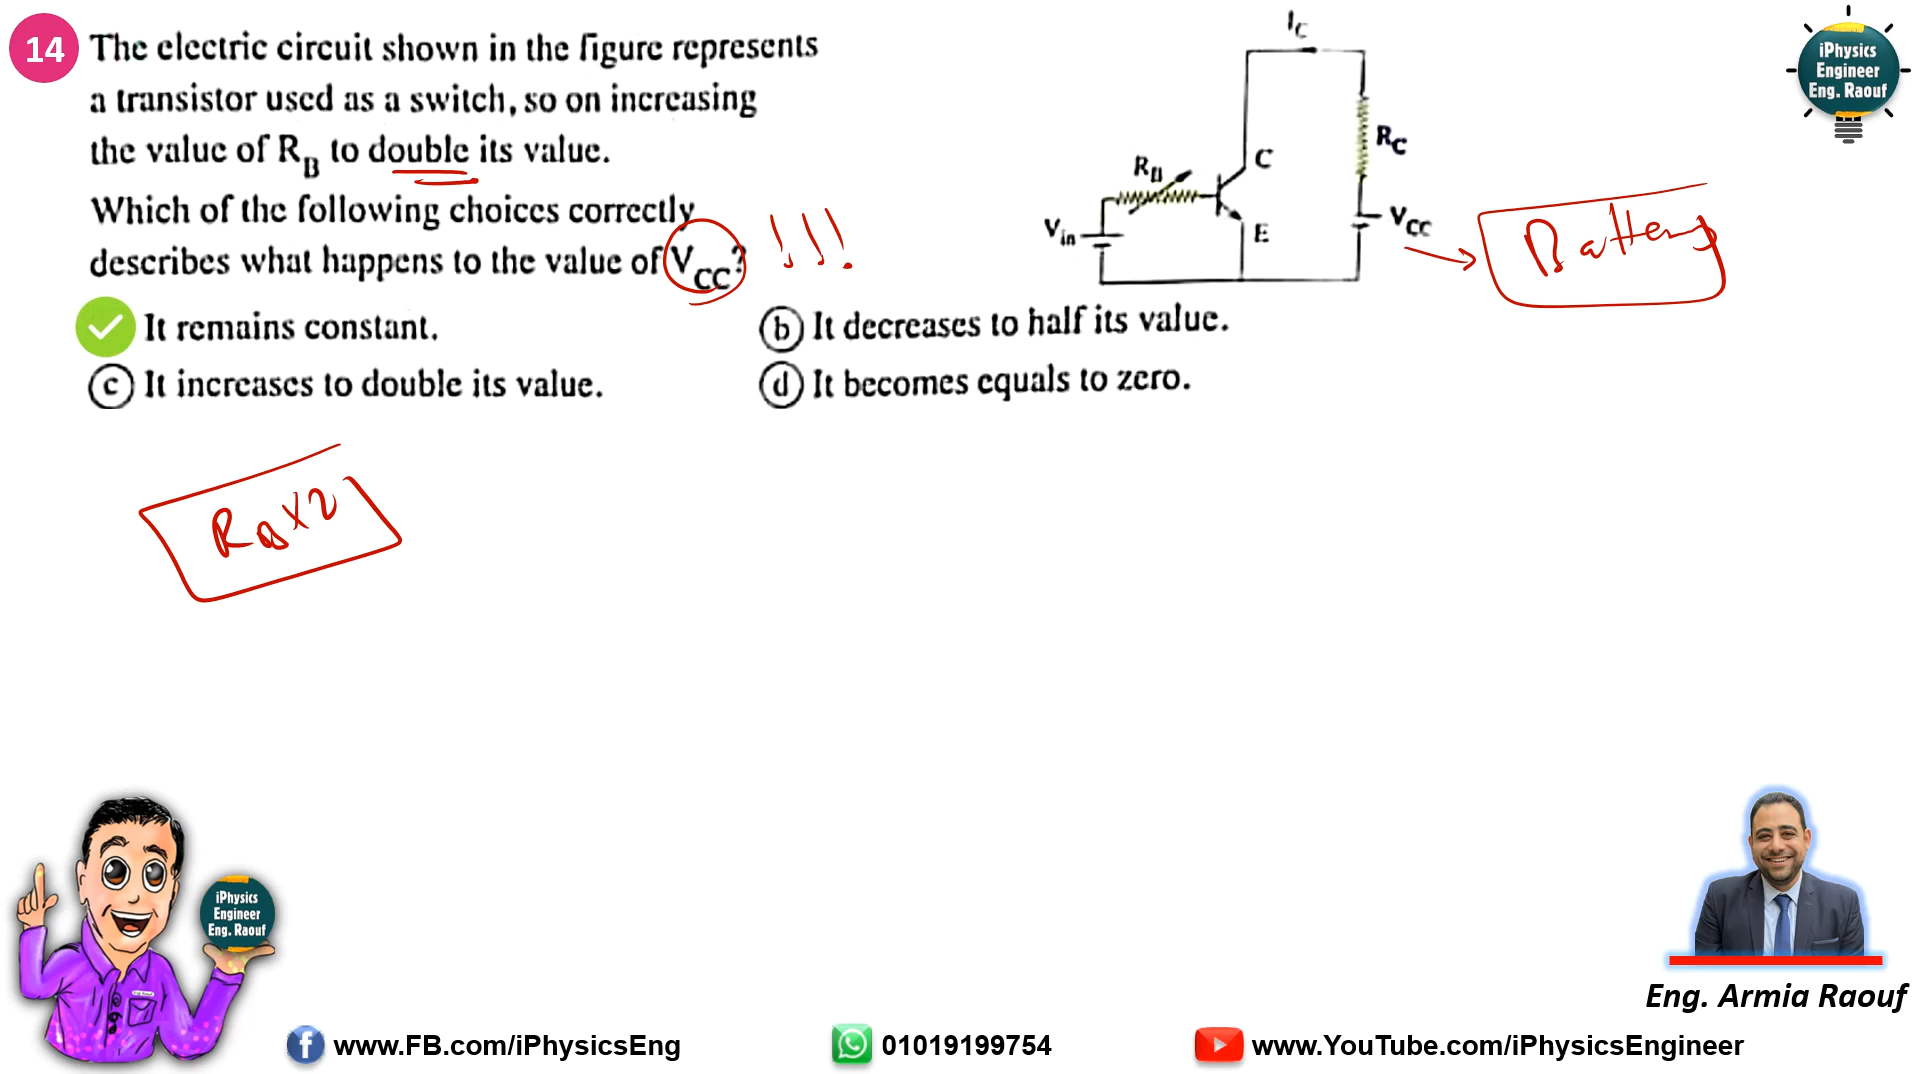 14 The electric circuit shown in the figure represents
a transistor used as a switch, so on increasing
the value of R_B to double its value.
Which of the following choices correctly
describes what happens to the value of V_CC?
It remains constant.
b It decreases to half its value.
c It increases to double its value.
d It becomes equals to zero.
I_C
R_C
C
R_B
V_in
E
V_CC
Battery
!!!
R_B x2
iPhysics
Engineer
Eng. Raouf
iPhysics
Engineer
Eng. Raouf
Eng. Armia Raouf
www.FB.com/iPhysicsEng
01019199754
www.YouTube.com/iPhysicsEngineer